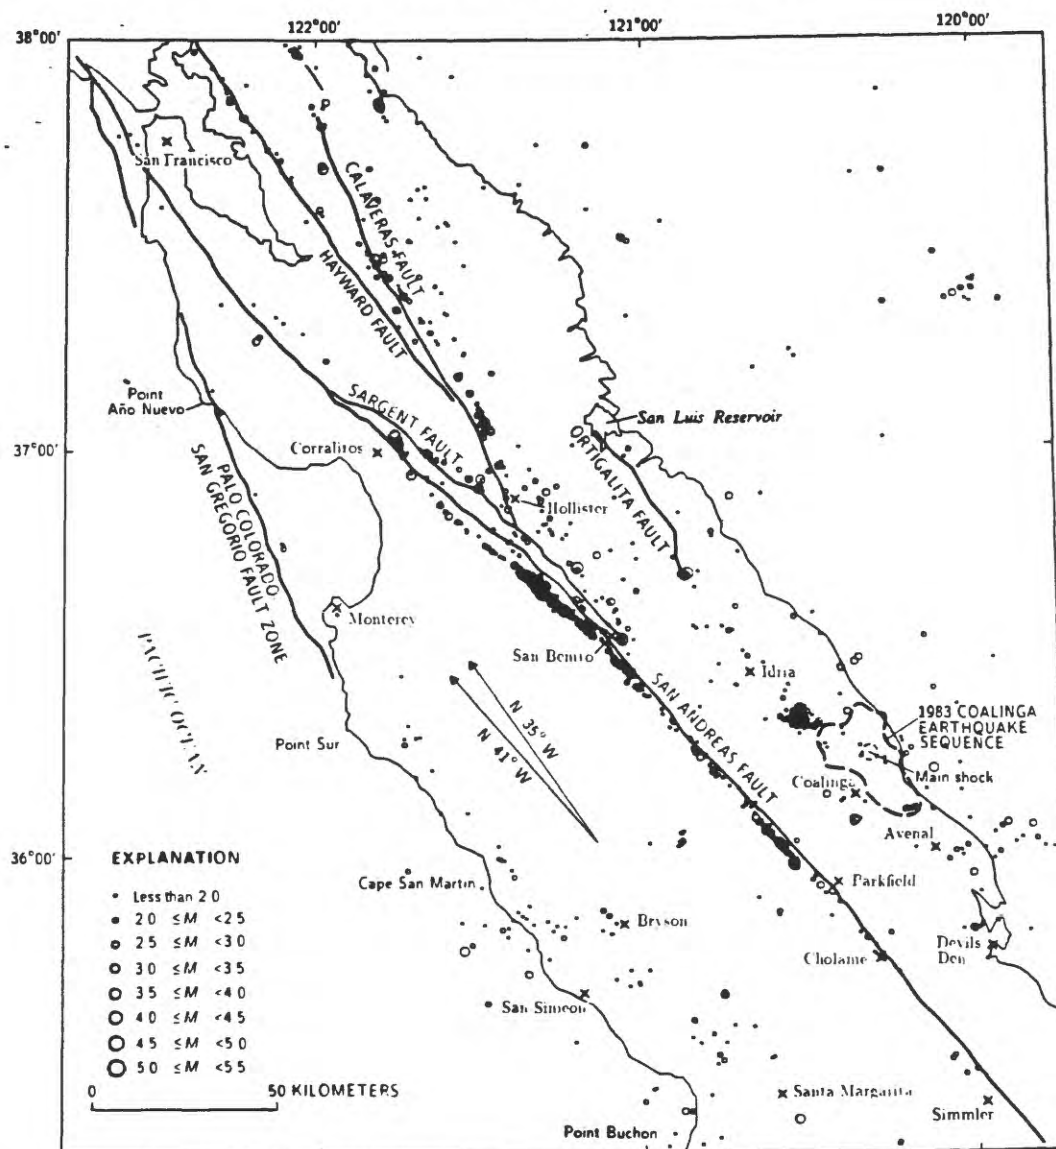 122°00'
121°00'
120°00'
38°00'
San Francisco
CALAVERAS FAULT
HAYWARD FAULT
Point
Año Nuevo
SARGENT FAULT
San Luis Reservoir
37°00'
Corralitos
ORTIGALITA FAULT
PALO COLORADO-
SAN GREGORIO FAULT ZONE
Hollister
Monterey
San Benito
Idria
PACIFIC OCEAN
N 35° W
N 41° W
SAN ANDREAS FAULT
1983 COALINGA
EARTHQUAKE
SEQUENCE
Point Sur
Main shock
Coalinga
Avenal
36°00'
EXPLANATION
Less than 2 0
2 0 ≤M <2 5
2 5 ≤M <3 0
3 0 ≤M <3 5
3 5 ≤M <4 0
4 0 ≤M <4 5
4 5 ≤M <5 0
5 0 ≤M <5 5
Cape San Martin
Parkfield
Bryson
Cholame
Devils
Den
San Simeon
0 50 KILOMETERS
Santa Margarita
Simmler
Point Buchon